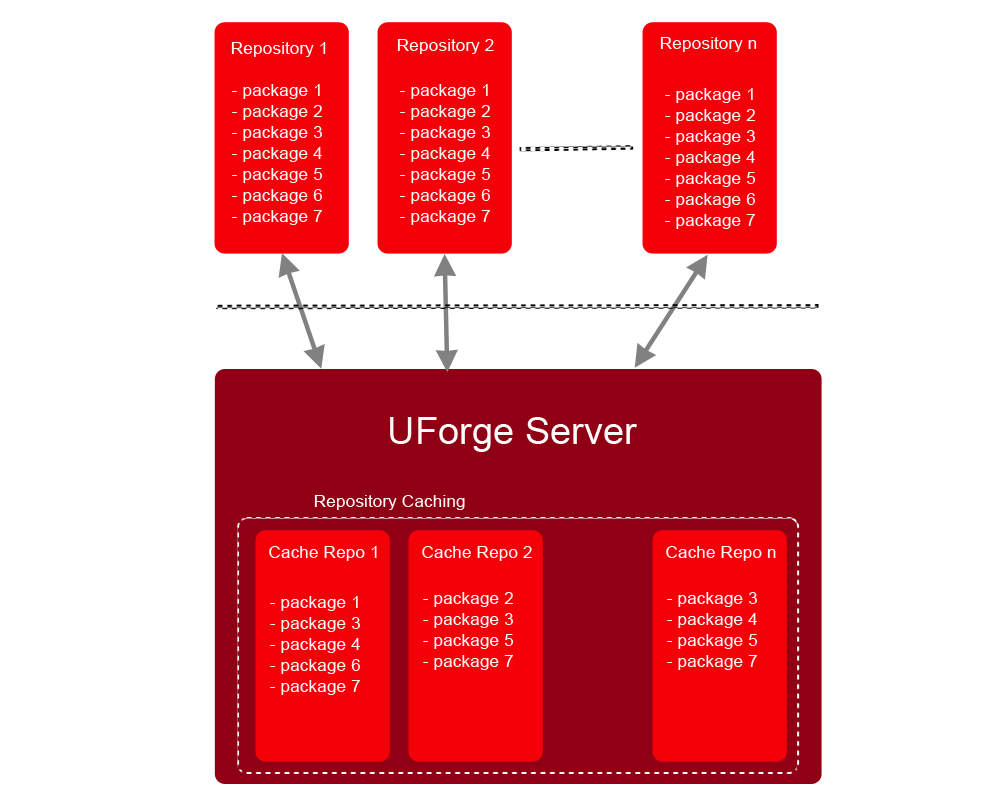 Repository 1
- package 1
- package 2
- package 3
- package 4
- package 5
- package 6
- package 7
Repository 2
- package 1
- package 2
- package 3
- package 4
- package 5
- package 6
- package 7
Repository n
- package 1
- package 2
- package 3
- package 4
- package 5
- package 6
- package 7
UForge Server
Repository Caching
Cache Repo 1
- package 1
- package 3
- package 4
- package 6
- package 7
Cache Repo 2
- package 2
- package 3
- package 5
- package 7
Cache Repo n
- package 3
- package 4
- package 5
- package 7